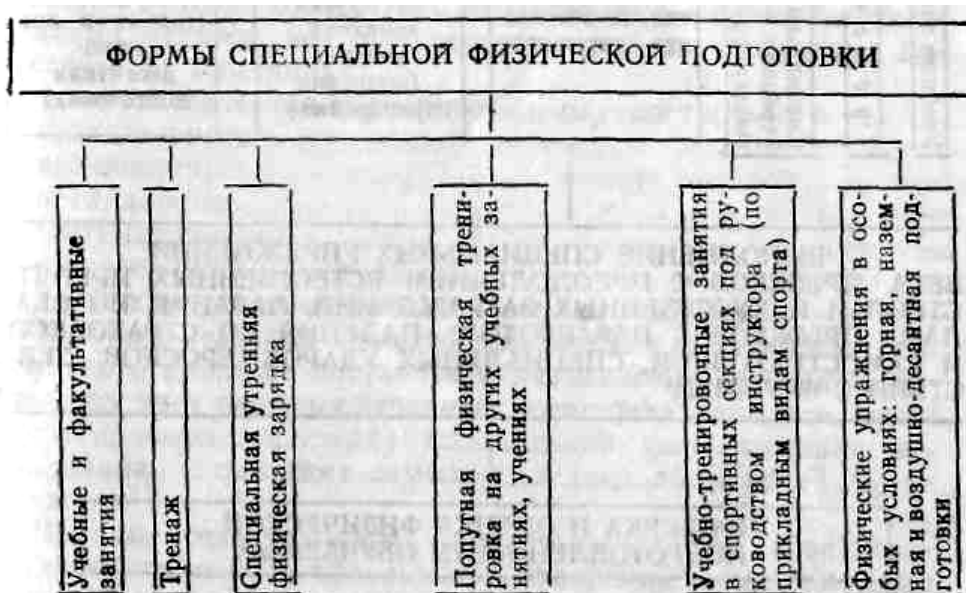 ФОРМЫ СПЕЦИАЛЬНОЙ ФИЗИЧЕСКОЙ ПОДГОТОВКИ
Учебные и факультативные
занятия
Тренаж
Специальная утренняя
физическая зарядка
Попутная физическая трени-
ровка на других учебных за-
нятиях, учениях
Учебно-тренировочные занятия
в спортивных секциях под ру-
ководством инструктора (по
прикладным видам спорта)
Физические упражнения в осо-
бых условиях: горная, назем-
ная и воздушно-десантная под-
готовки